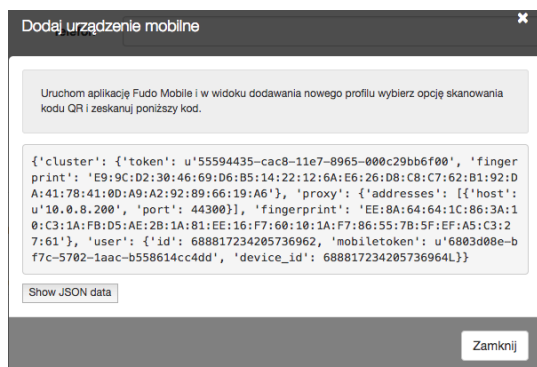 Dodaj urządzenie mobilne
Uruchom aplikację Fudo Mobile i w widoku dodawania nowego profilu wybierz opcję skanowania
kodu QR i zeskanuj poniższy kod.
{'cluster': {'token': u'55594435-cac8-11e7-8965-000c29bb6f00', 'finger
print': 'E9:9C:D2:30:46:69:D6:B5:14:22:12:6A:E6:26:D8:C8:C7:62:B1:92:D
A:41:78:41:0D:A9:A2:92:89:66:19:A6'}, 'proxy': {'addresses': [{'host':
u'10.0.8.200', 'port': 44300}], 'fingerprint': 'EE:8A:64:64:1C:86:3A:1
0:C3:1A:FB:D5:AE:2B:1A:81:EE:16:F7:60:10:1A:F7:86:55:7B:5F:EF:A5:C3:2
7:61'}, 'user': {'id': 688817234205736962, 'mobiletoken': u'6803d08e-b
f7c-5702-1aac-b558614cc4dd', 'device_id': 688817234205736964L}}
Show JSON data
Zamknij